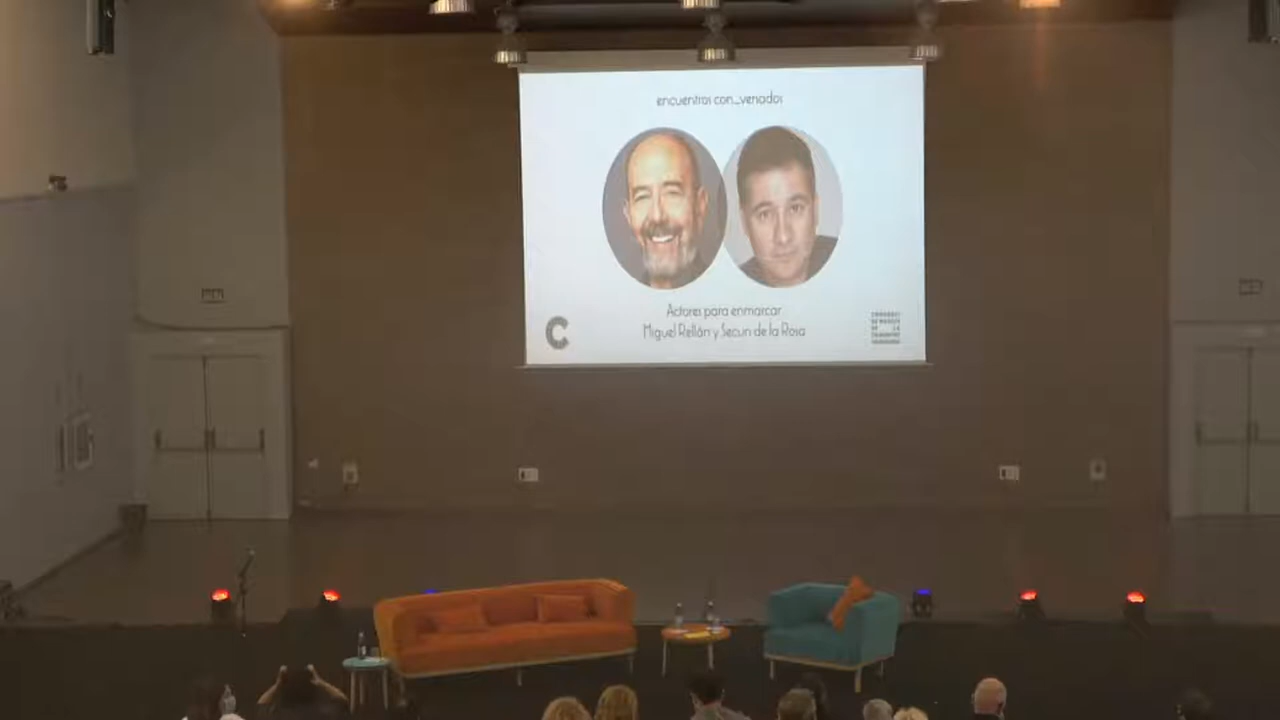 encuentros con_venados
Actores para enmarcar
Miguel Rellán y Secun de la Rosa
C